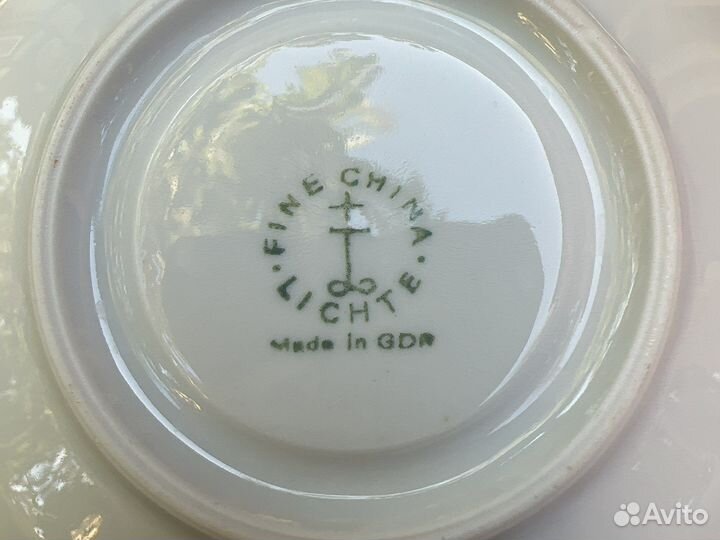 FINE CHINA
LICHTE
Made in GDR
Avito